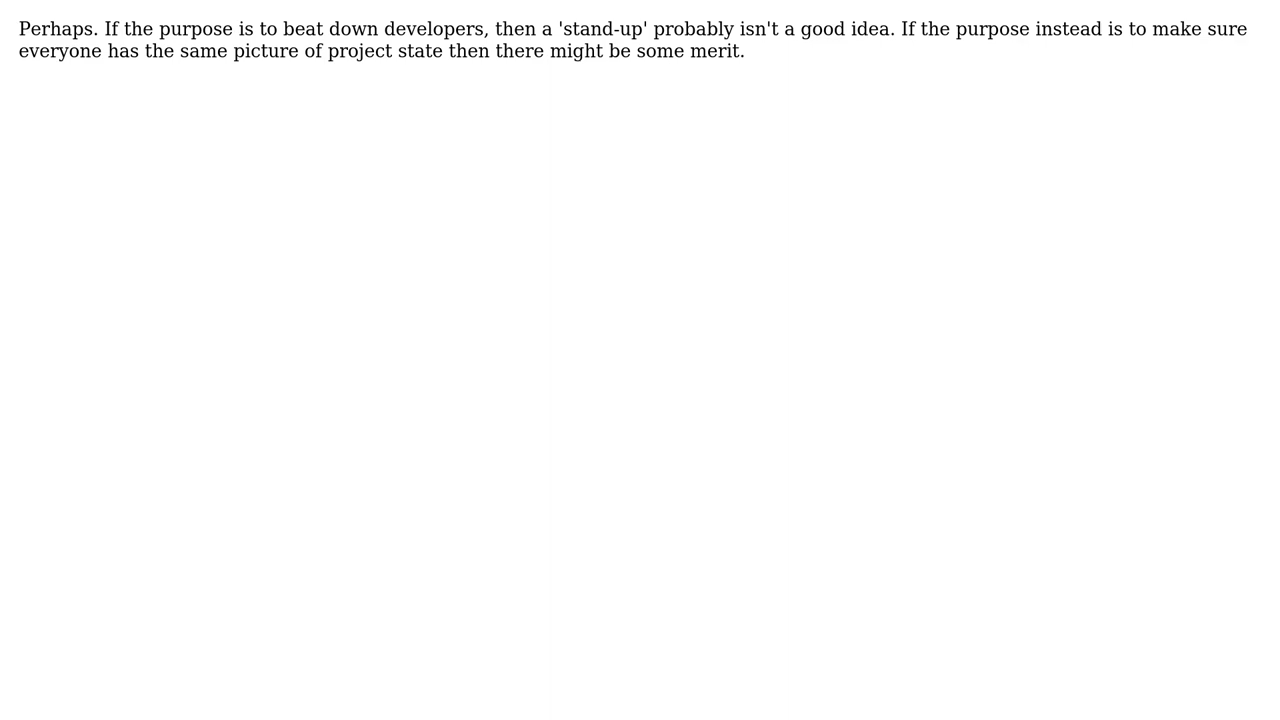 Perhaps. If the purpose is to beat down developers, then a 'stand-up' probably isn't a good idea. If the purpose instead is to make sure
everyone has the same picture of project state then there might be some merit.